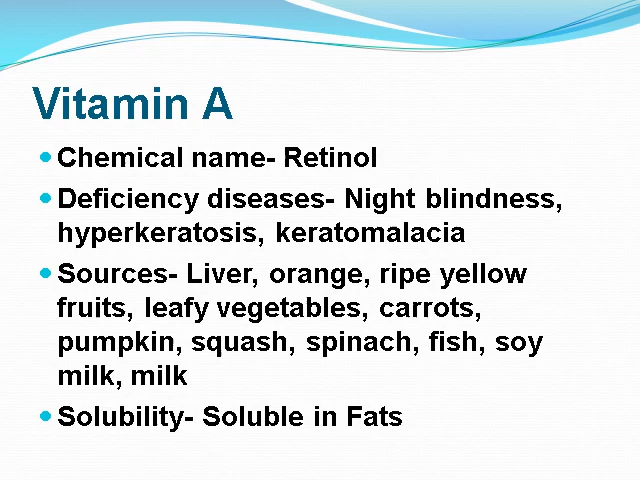 Vitamin A
Chemical name- Retinol
Deficiency diseases- Night blindness,
hyperkeratosis, keratomalacia
Sources- Liver, orange, ripe yellow
fruits, leafy vegetables, carrots,
pumpkin, squash, spinach, fish, soy
milk, milk
Solubility- Soluble in Fats